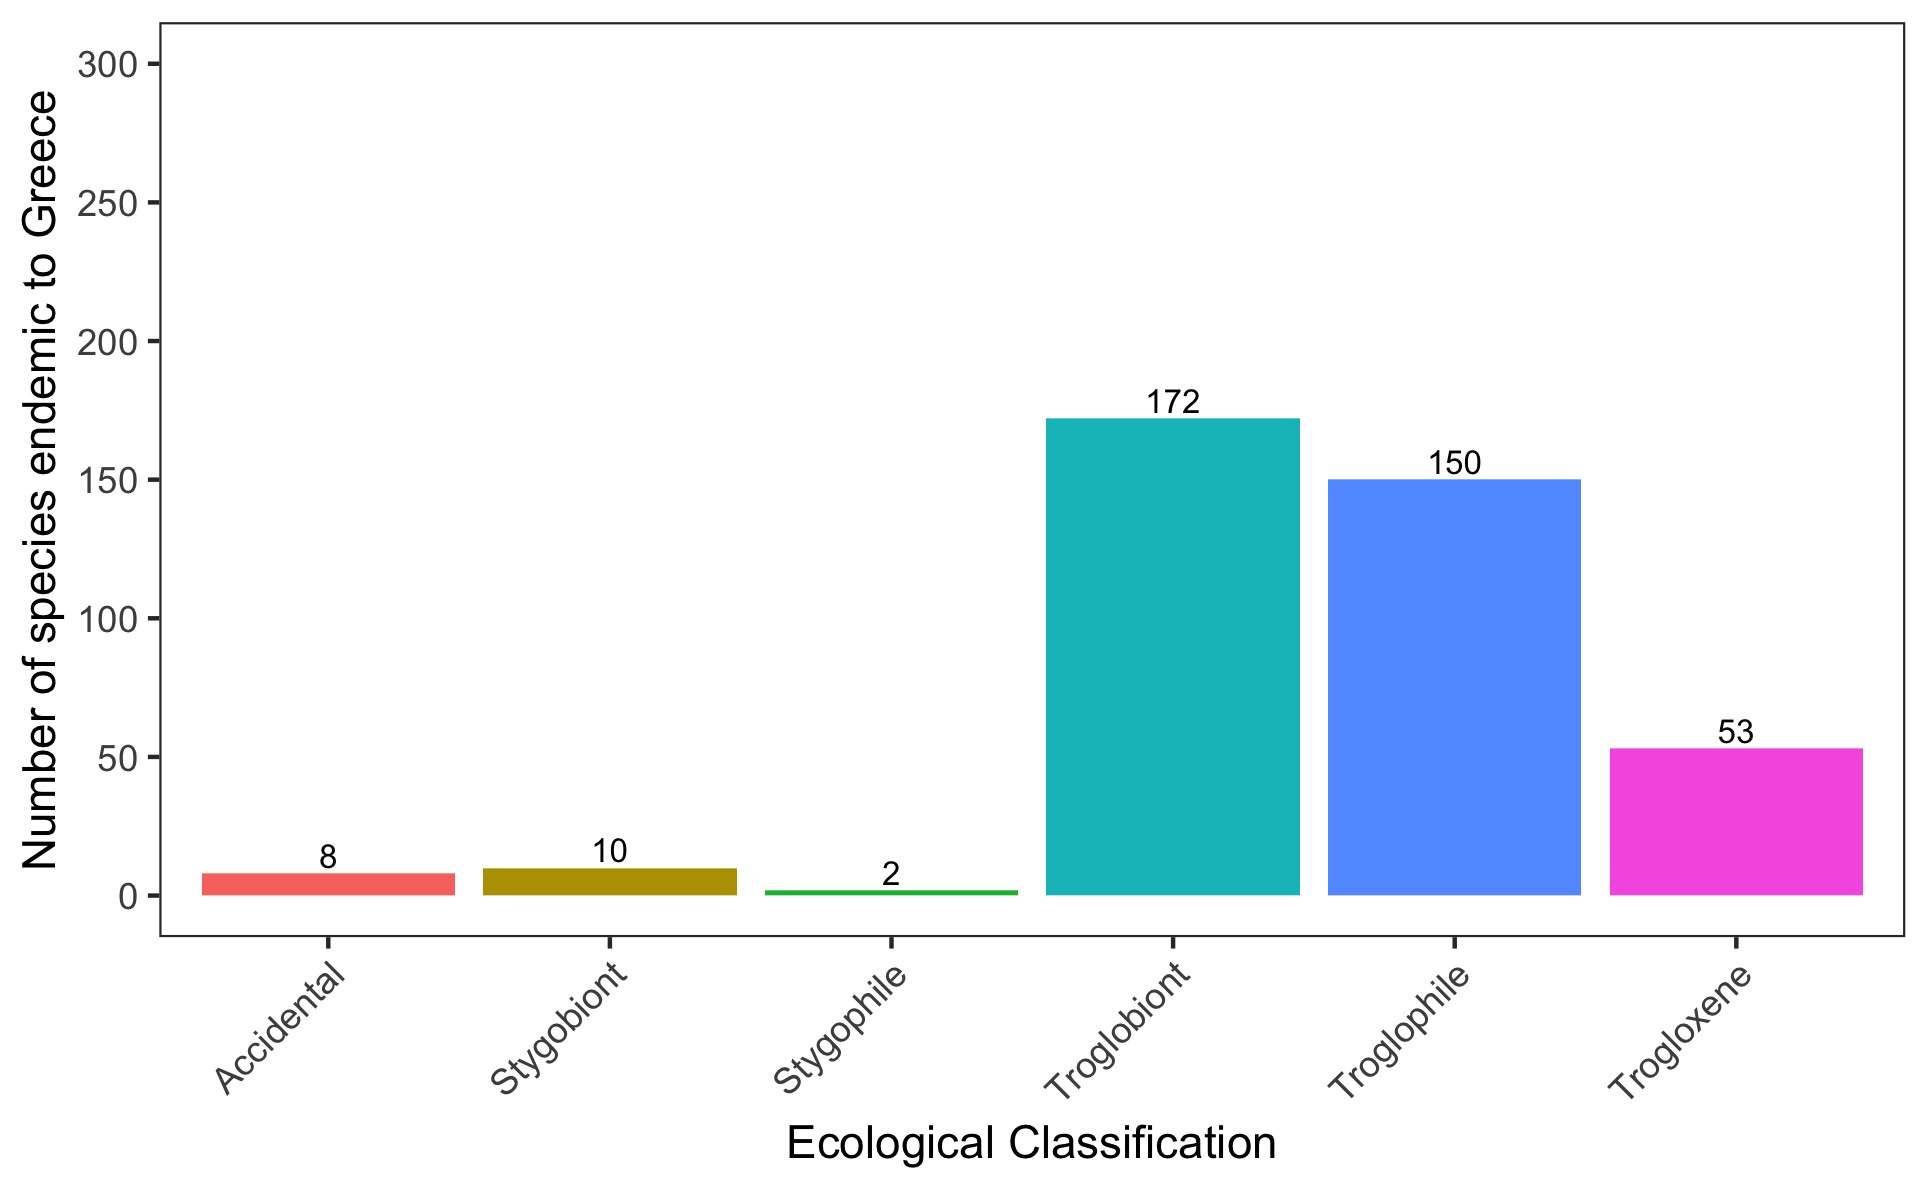 Number of species endemic to Greece
300
250
200
150
100
50
0
8
10
2
172
150
53
Accidental
Stygobiont
Stygophile
Troglobiont
Troglophile
Trogloxene
Ecological Classification